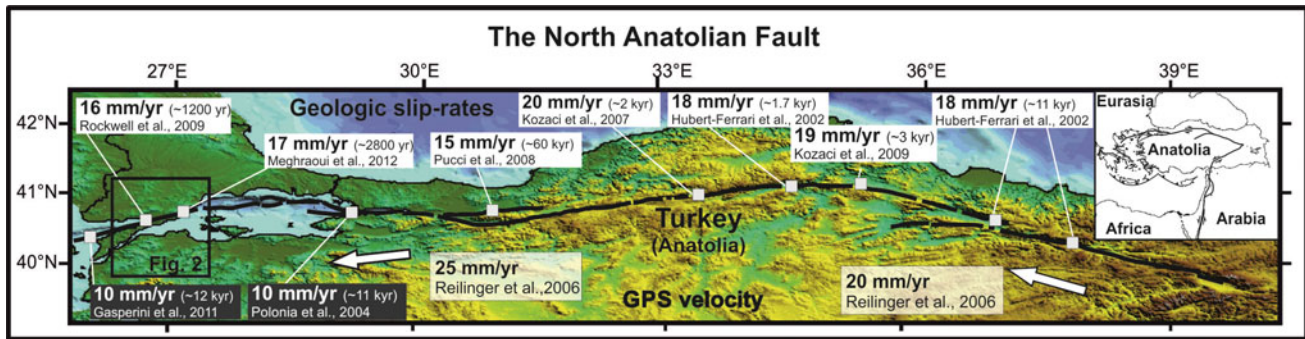 The North Anatolian Fault
27°E
30°E
33°E
36°E
39°E
42°N
41°N
40°N
16 mm/yr (~1200 yr)
Rockwell et al., 2009
Geologic slip-rates
17 mm/yr (~2800 yr)
Meghraoui et al., 2012
15 mm/yr (~60 kyr)
Pucci et al., 2008
20 mm/yr (~2 kyr)
Kozaci et al., 2007
18 mm/yr (~1.7 kyr)
Hubert-Ferrari et al., 2002
19 mm/yr (~3 kyr)
Kozaci et al., 2009
18 mm/yr (~11 kyr)
Hubert-Ferrari et al., 2002
Eurasia
Anatolia
Africa
Arabia
Turkey
(Anatolia)
Fig. 2
10 mm/yr (~12 kyr)
Gasperini et al., 2011
10 mm/yr (~11 kyr)
Polonia et al., 2004
25 mm/yr
Reilinger et al.,2006
GPS velocity
20 mm/yr
Reilinger et al., 2006